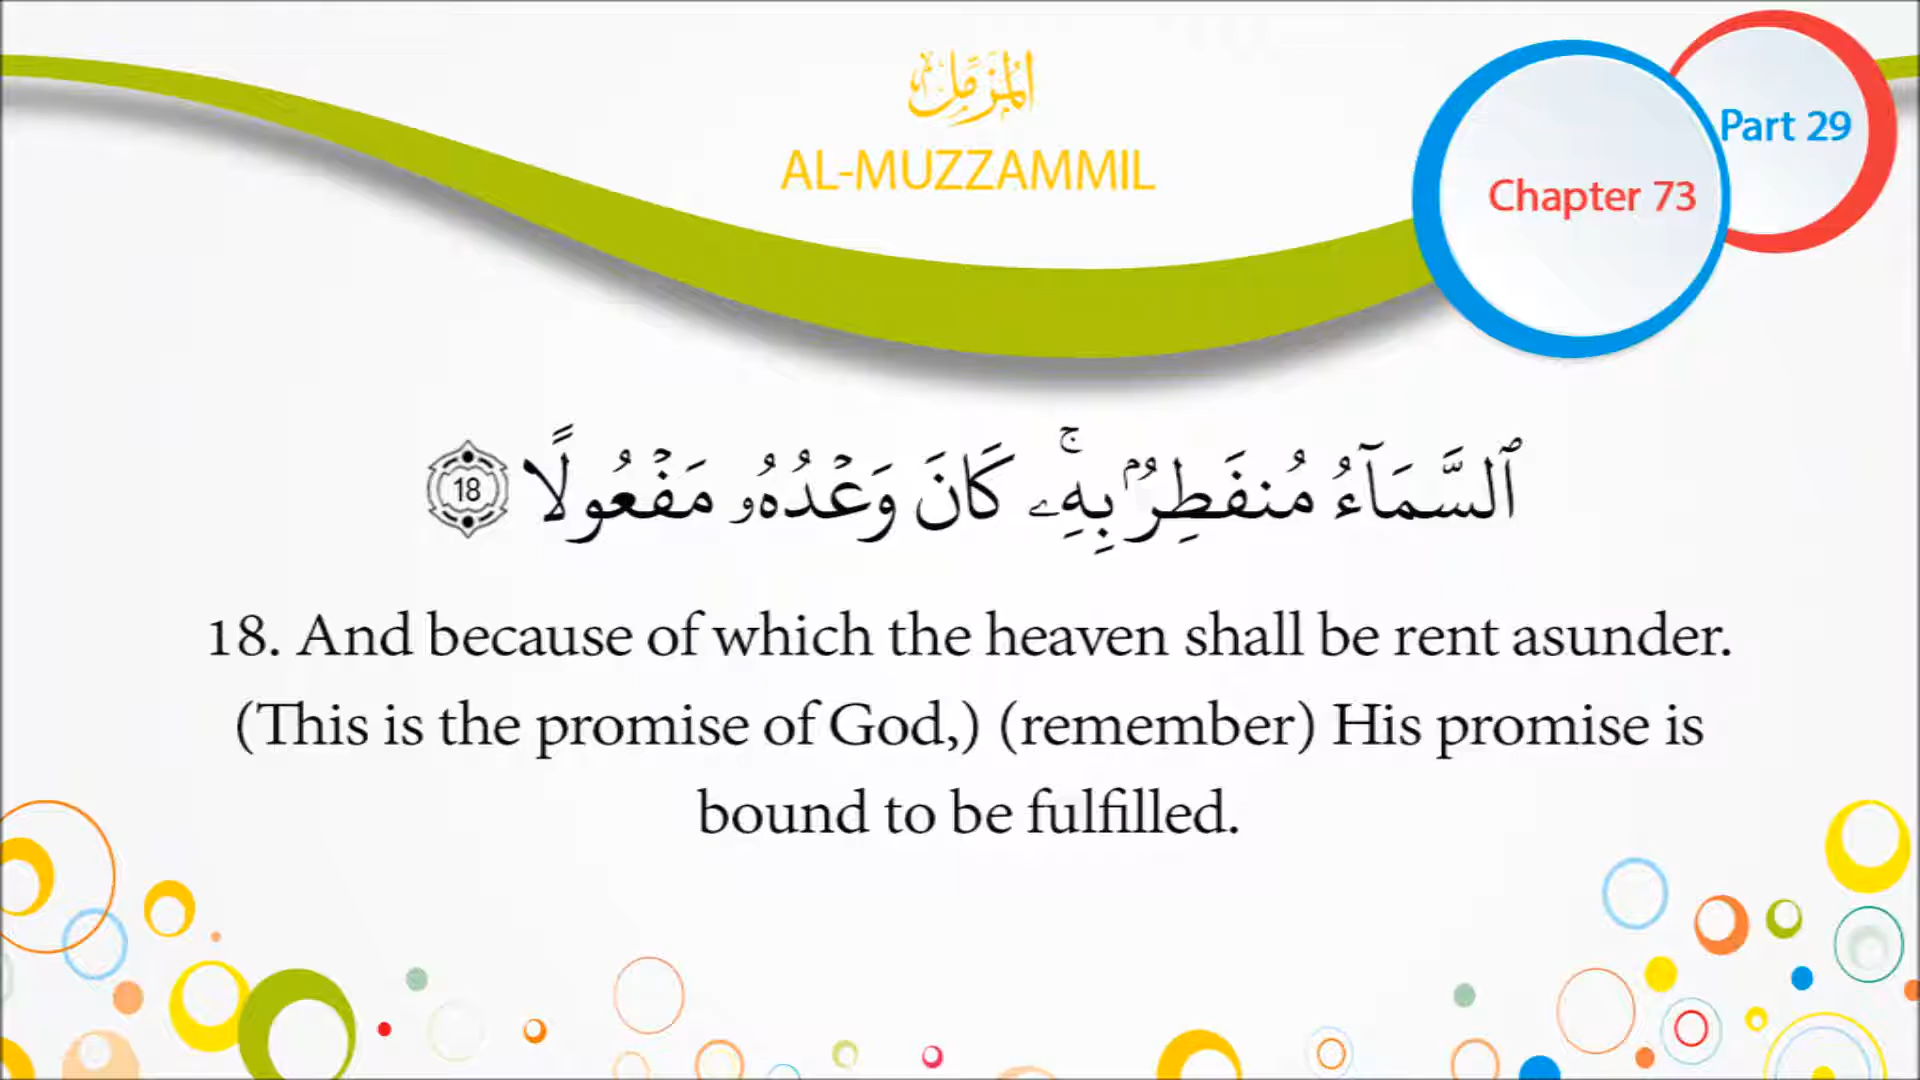 المزمل
AL-MUZZAMMIL
Part 29
Chapter 73
ٱلسَّمَآءُ مُنفَطِرٌۢ بِهِۦۚ كَانَ وَعۡدُهُۥ مَفۡعُولًا 18
18. And because of which the heaven shall be rent asunder.
(This is the promise of God,) (remember) His promise is
bound to be fulfilled.